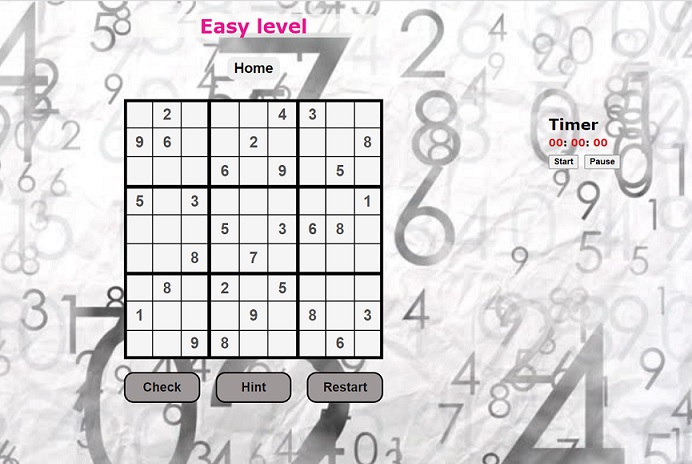 Easy level
Home
2 4 3
9 6 2 8
6 9 5
5 3 1
5 3 6 8
8 7
8 2 5
1 9 8 3
9 8 6
Check Hint Restart
Timer
00: 00: 00
Start Pause